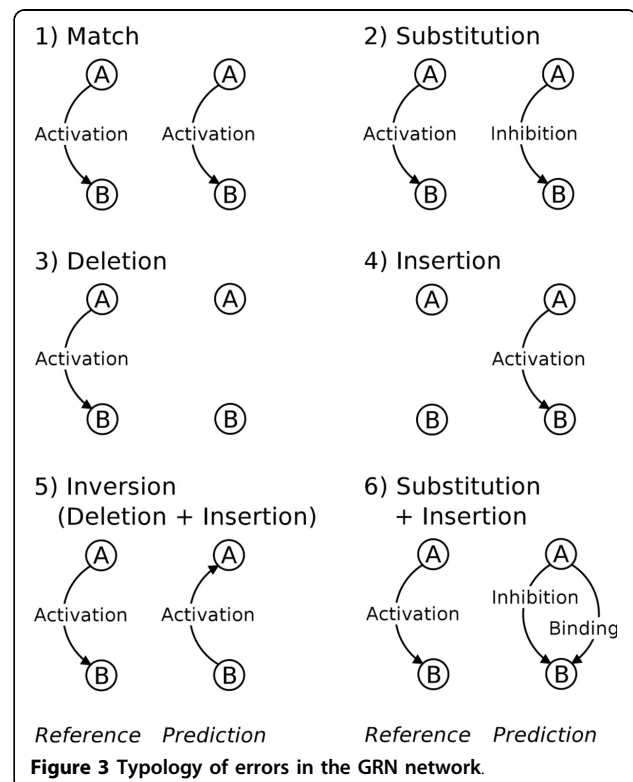 1) Match
A A
Activation Activation
B B
2) Substitution
A A
Activation Inhibition
B B
3) Deletion
A A
Activation
B B
4) Insertion
A A
Activation
B B
5) Inversion
(Deletion + Insertion)
A A
Activation Activation
B B
6) Substitution
+ Insertion
A A
Inhibition
Activation
Binding
B B
Reference Prediction Reference Prediction
Figure 3 Typology of errors in the GRN network.